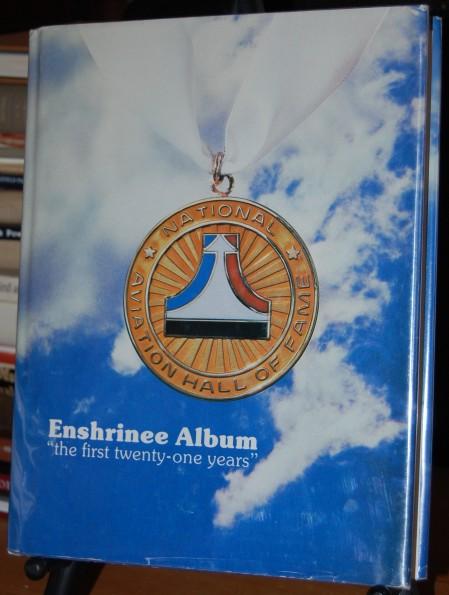 NATIONAL
AVIATION HALL OF FAME
Enshrinee Album
"the first twenty-one years"